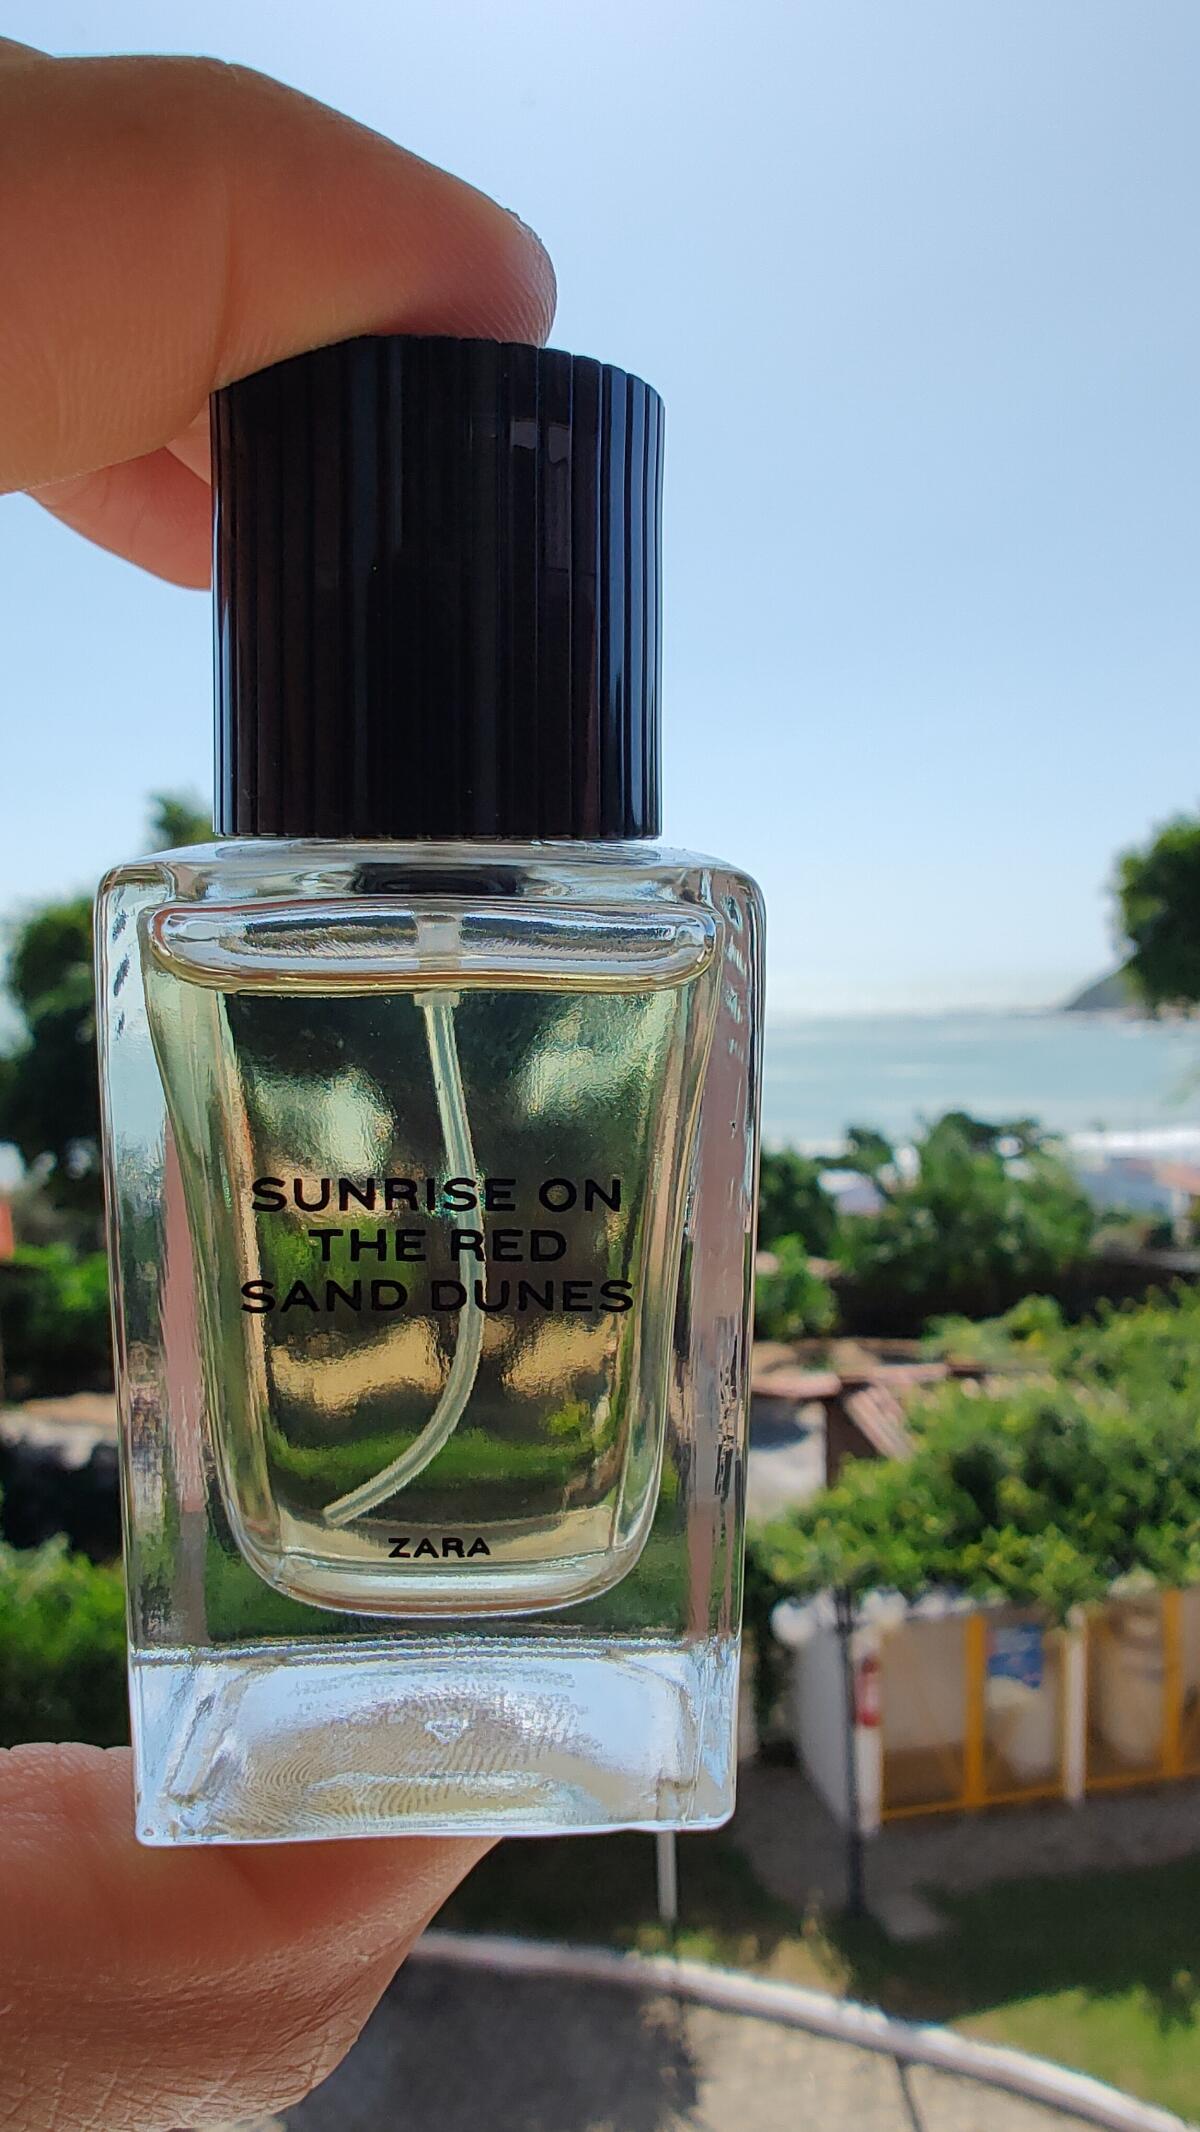 SUNRISE ON
THE RED
SAND DUNES
ZARA